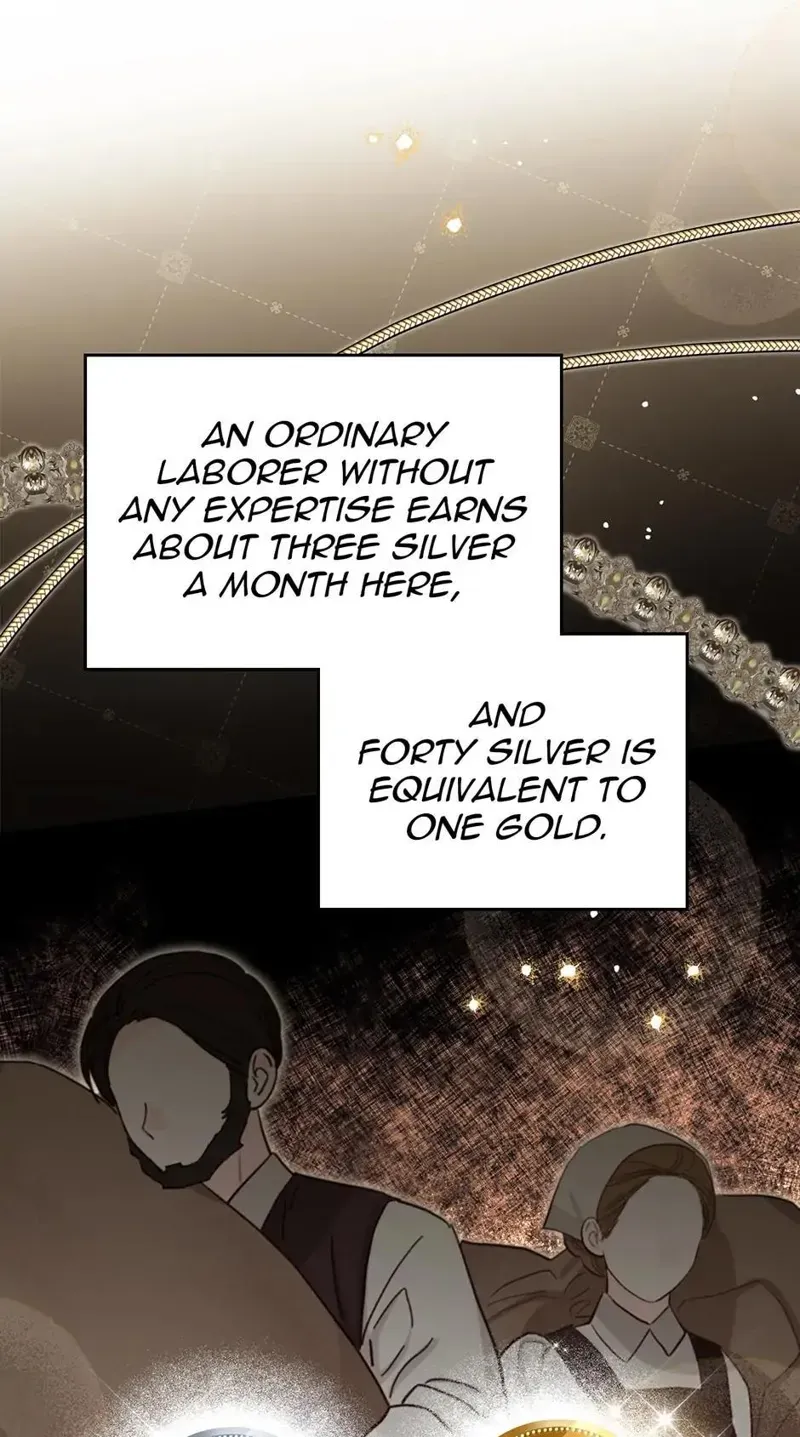 AN ORDINARY
LABORER WITHOUT
ANY EXPERTISE EARNS
ABOUT THREE SILVER
A MONTH HERE,
AND
FORTY SILVER IS
EQUIVALENT TO
ONE GOLD.